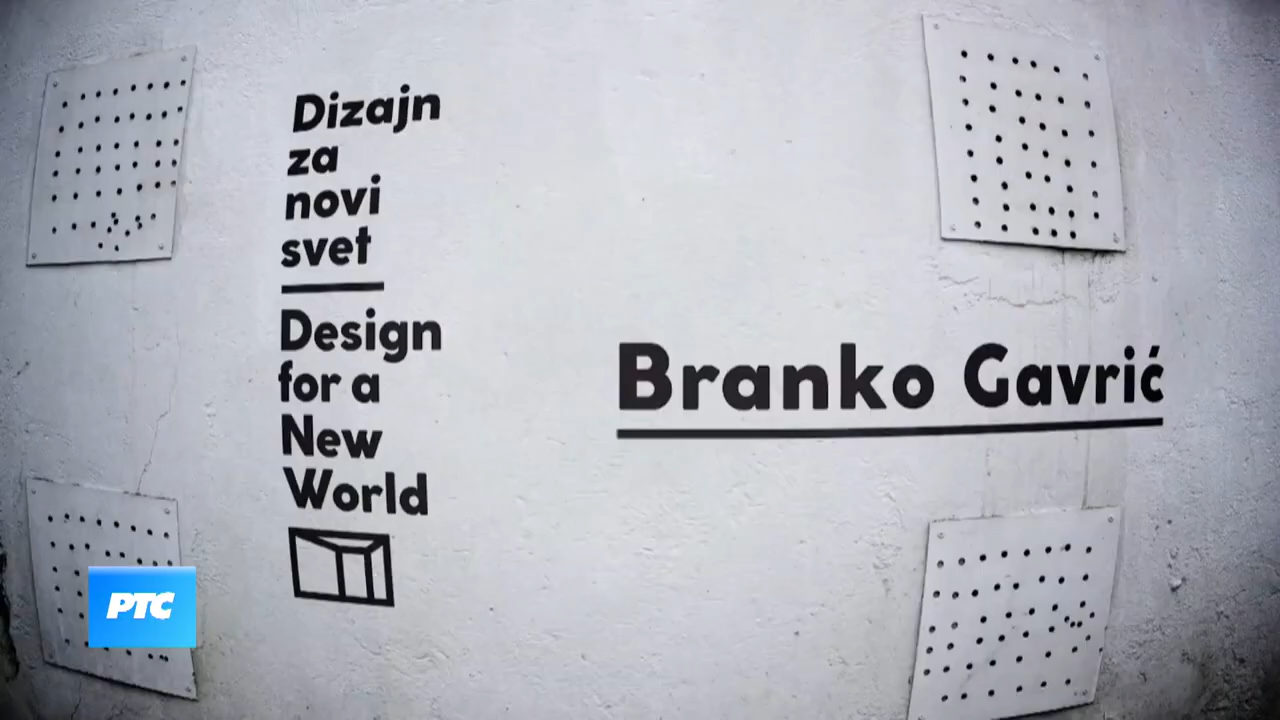 Dizajn
za
novi
svet
Design
for a
New
World
Branko Gavrić
РТС